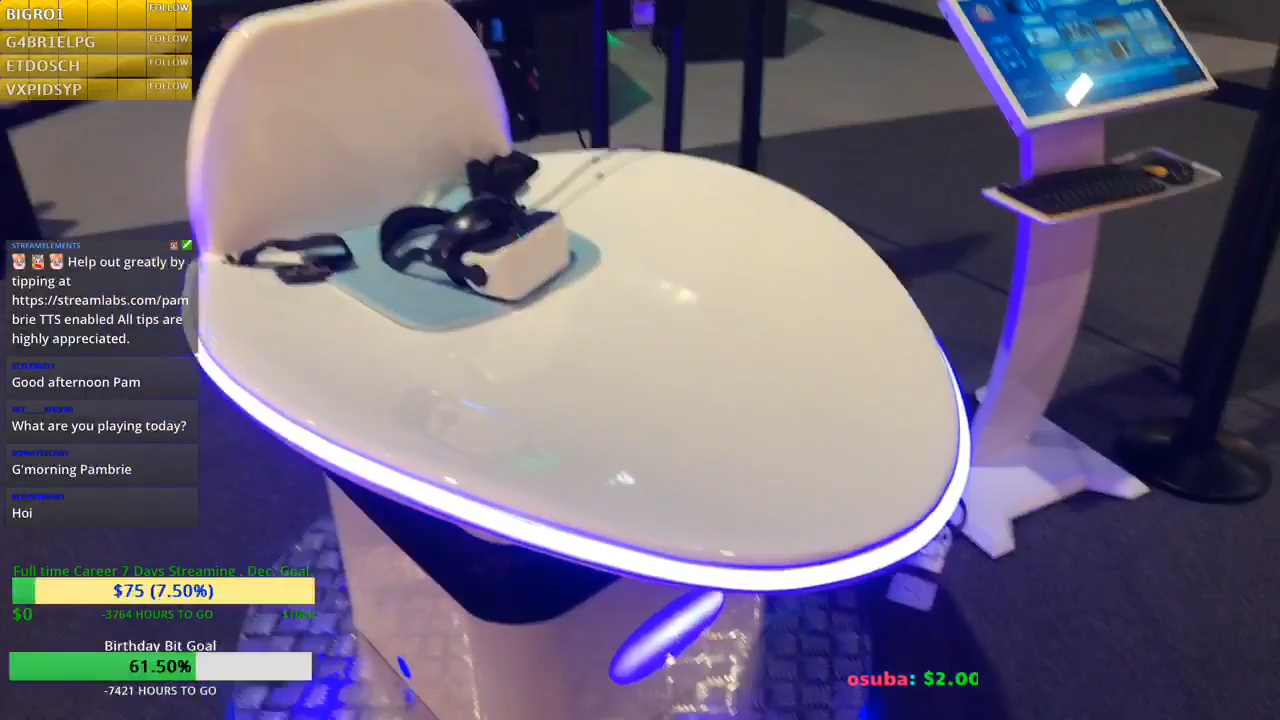 BIGRO1
FOLLOW
G4BR1ELPG
FOLLOW
ETDOSCH
FOLLOW
VXPIDSYP
FOLLOW
STREAMELEMENTS
Help out greatly by
tipping at
https://streamlabs.com/pam
brie TTS enabled All tips are
highly appreciated.
Good afternoon Pam
What are you playing today?
G'morning Pambrie
Hoi
Full time Career 7 Days Streaming . Dec. Goal.
$75 (7.50%)
$0
-3764 HOURS TO GO
Birthday Bit Goal
61.50%
-7421 HOURS TO GO
osuba: $2.00